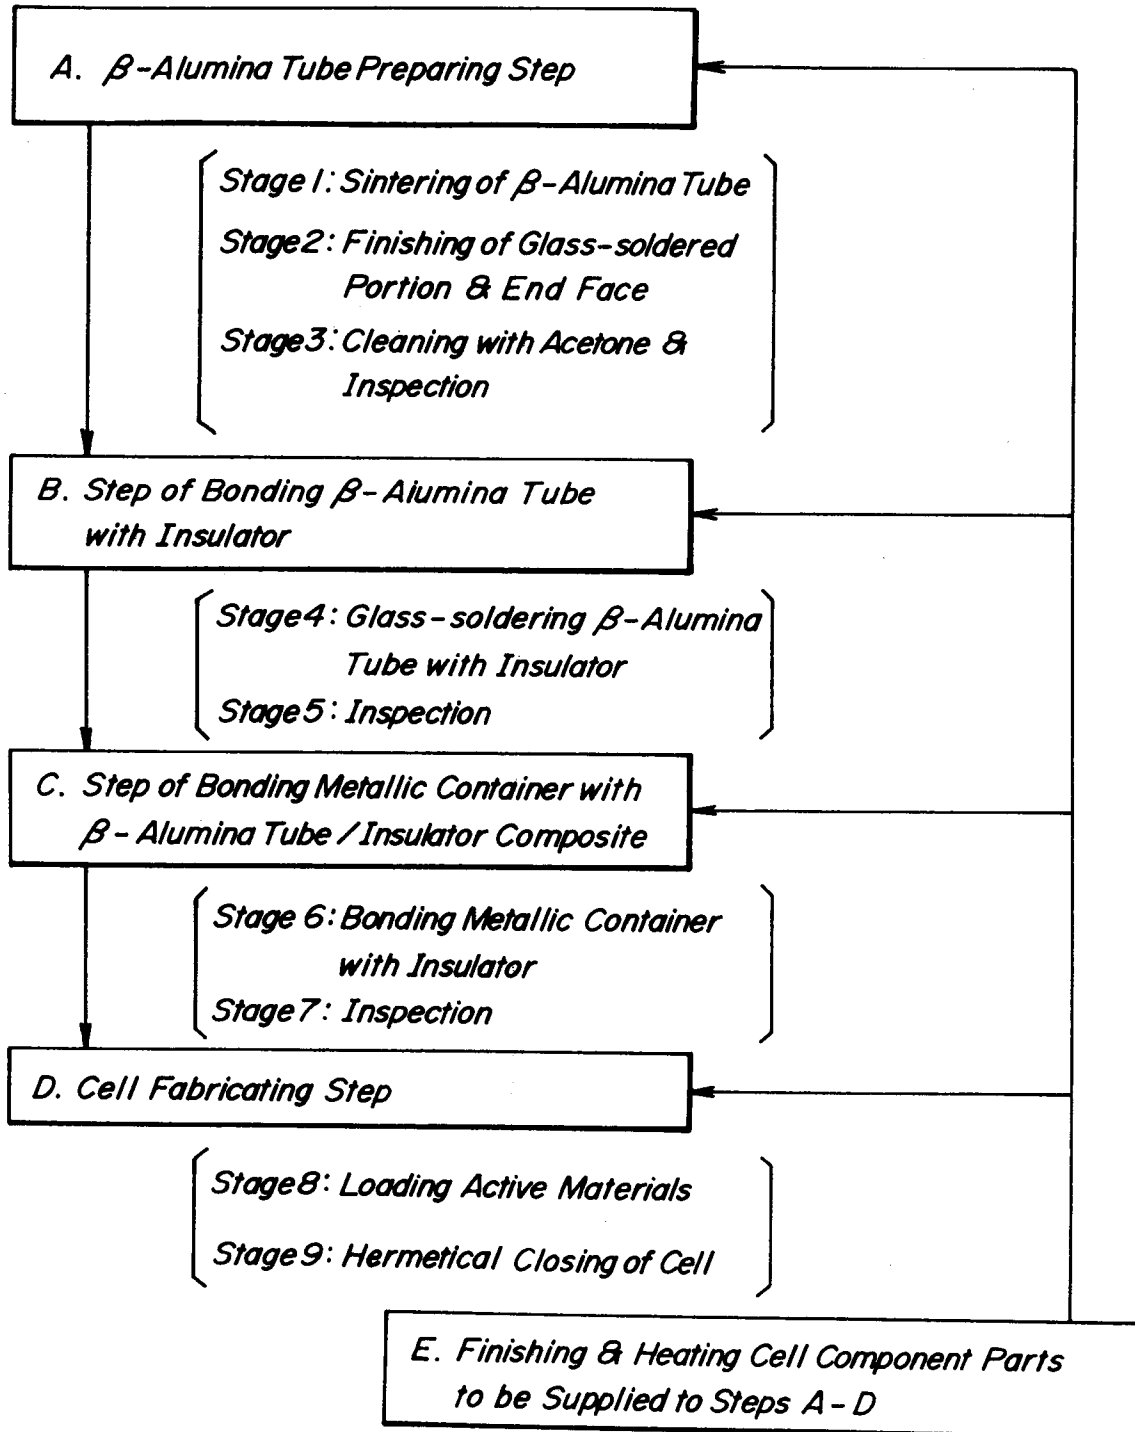 A. β-Alumina Tube Preparing Step
Stage 1: Sintering of β-Alumina Tube
Stage 2: Finishing of Glass-soldered
Portion & End Face
Stage 3: Cleaning with Acetone &
Inspection
B. Step of Bonding β-Alumina Tube
with Insulator
Stage 4: Glass-soldering β-Alumina
Tube with Insulator
Stage 5: Inspection
C. Step of Bonding Metallic Container with
β-Alumina Tube / Insulator Composite
Stage 6: Bonding Metallic Container
with Insulator
Stage 7: Inspection
D. Cell Fabricating Step
Stage 8: Loading Active Materials
Stage 9: Hermetical Closing of Cell
E. Finishing & Heating Cell Component Parts
to be Supplied to Steps A-D